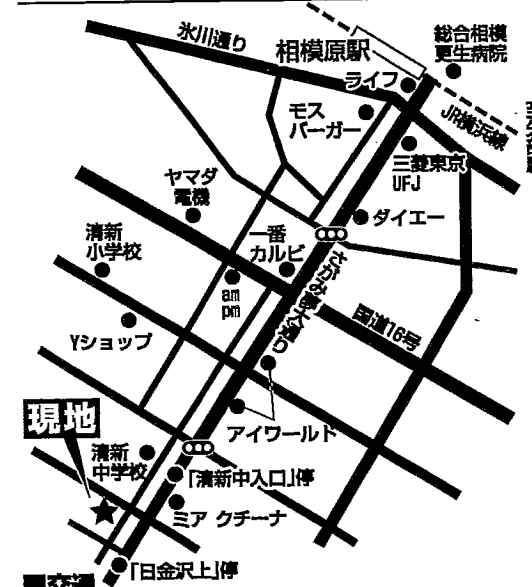 氷川通り
相模原駅
総合相模
更生病院
ライフ
モス
バーガー
JR横浜線
三菱東京
UFJ
ヤマダ
電機
ダイエー
清新
小学校
一番
カルビ
am
pm
さがみ夢大通り
国道16号
Yショップ
アイワールド
現地
清新
中学校
「清新中入口」停
ミア クチーナ
「日金沢上」停